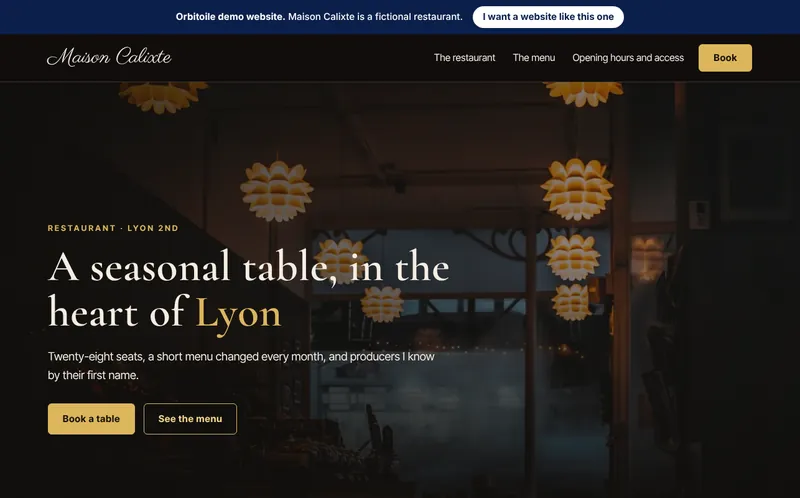 Orbitoile demo website. Maison Calixte is a fictional restaurant.
I want a website like this one
Maison Calixte
The restaurant
The menu
Opening hours and access
Book
RESTAURANT · LYON 2ND
A seasonal table, in the
heart of Lyon
Twenty-eight seats, a short menu changed every month, and producers I know
by their first name.
Book a table
See the menu